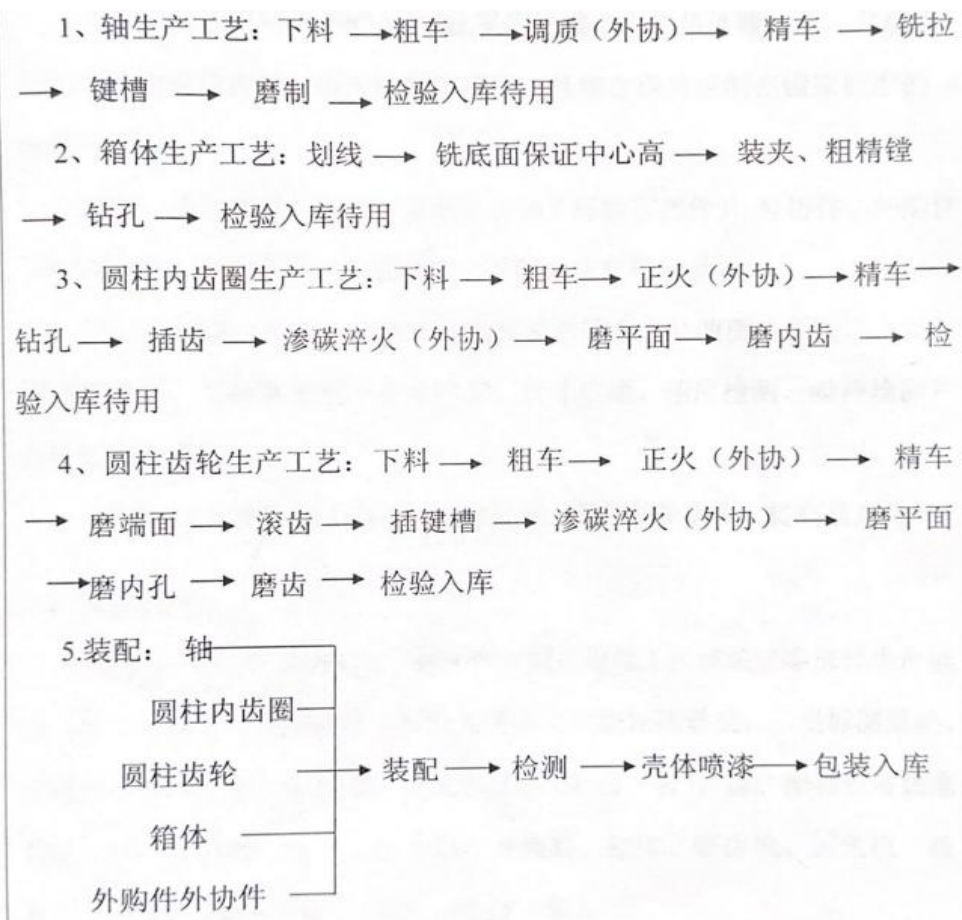 1、轴生产工艺：下料 →粗车 →调质（外协）→ 精车 → 铣拉
→ 键槽 → 磨制 → 检验入库待用
2、箱体生产工艺：划线 → 铣底面保证中心高 → 装夹、粗精镗
→ 钻孔 → 检验入库待用
3、圆柱内齿圈生产工艺：下料 → 粗车→ 正火（外协）→精车→
钻孔→ 插齿 → 渗碳淬火（外协）→ 磨平面→ 磨内齿 → 检
验入库待用
4、圆柱齿轮生产工艺：下料 → 粗车→ 正火（外协）→ 精车
→ 磨端面 → 滚齿 → 插键槽 → 渗碳淬火（外协）→ 磨平面
→磨内孔 → 磨齿 → 检验入库
5.装配： 轴
圆柱内齿圈
圆柱齿轮 → 装配 → 检测 →壳体喷漆→包装入库
箱体
外购件外协件